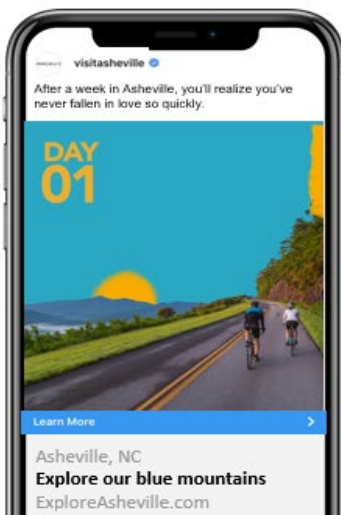 visitasheville
After a week in Asheville, you'll realize you've
never fallen in love so quickly.
DAY
01
Learn More
Asheville, NC
Explore our blue mountains
ExploreAsheville.com